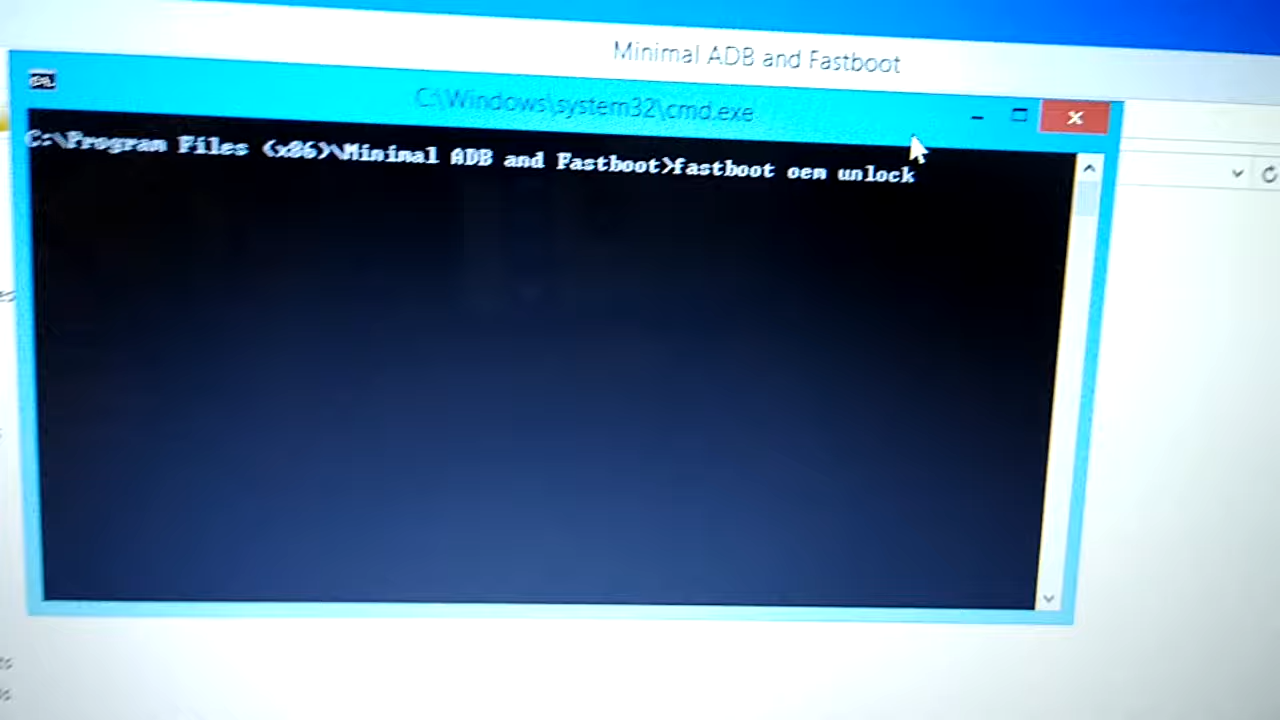 Minimal ADB and Fastboot
C:\Windows\system32\cmd.exe
C:\Program Files (x86)\Minimal ADB and Fastboot>fastboot oem unlock